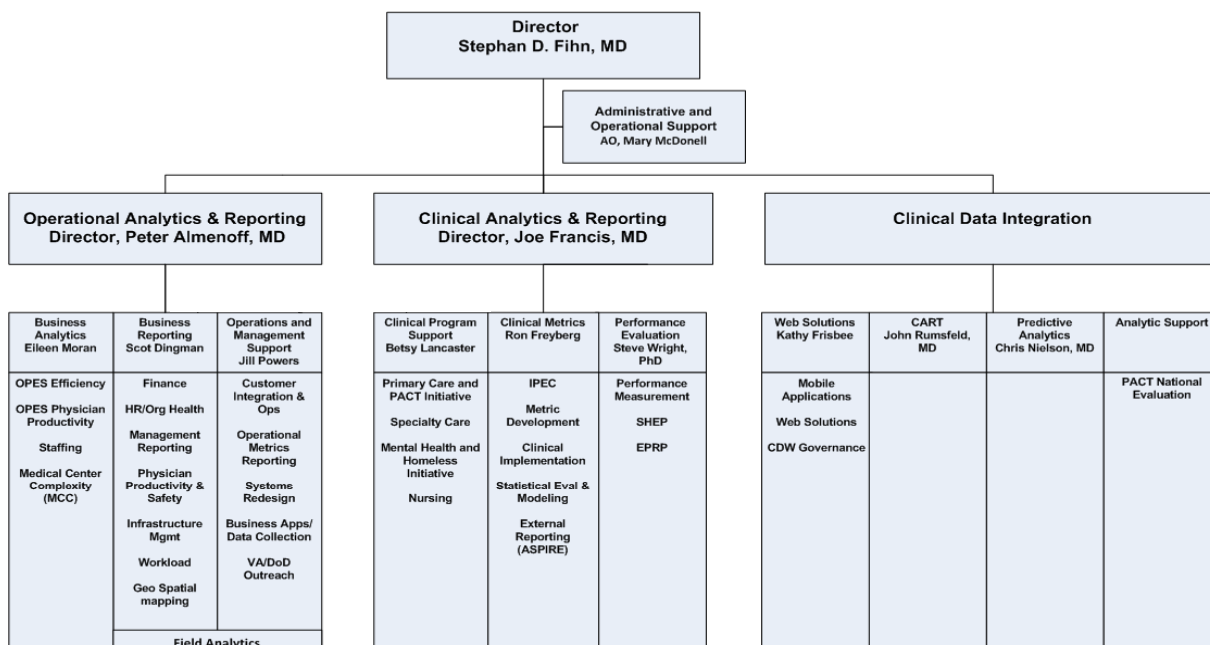 Director
Stephan D. Fihn, MD
Administrative and
Operational Support
AO, Mary McDonell
Operational Analytics & Reporting
Director, Peter Almenoff, MD
Clinical Analytics & Reporting
Director, Joe Francis, MD
Clinical Data Integration
Business
Analytics
Eileen Moran
OPES Efficiency
OPES Physician
Productivity
Staffing
Medical Center
Complexity
(MCC)
Business
Reporting
Scot Dingman
Finance
HR/Org Health
Management
Reporting
Physician
Productivity &
Safety
Infrastructure
Mgmt
Workload
Geo Spatial
mapping
Operations and
Management
Support
Jill Powers
Customer
Integration &
Ops
Operational
Metrics
Reporting
Systems
Redesign
Business Apps/
Data Collection
VA/DoD
Outreach
Field Analytics
Clinical Program
Support
Betsy Lancaster
Primary Care and
PACT Initiative
Specialty Care
Mental Health and
Homeless
Initiative
Nursing
Clinical Metrics
Ron Freyberg
IPEC
Metric
Development
Clinical
Implementation
Statistical Eval &
Modeling
External
Reporting
(ASPIRE)
Performance
Evaluation
Steve Wright,
PhD
Performance
Measurement
SHEP
EPRP
Web Solutions
Kathy Frisbee
Mobile
Applications
Web Solutions
CDW Governance
CART
John Rumsfeld,
MD
Predictive
Analytics
Chris Nielson, MD
Analytic Support
PACT National
Evaluation